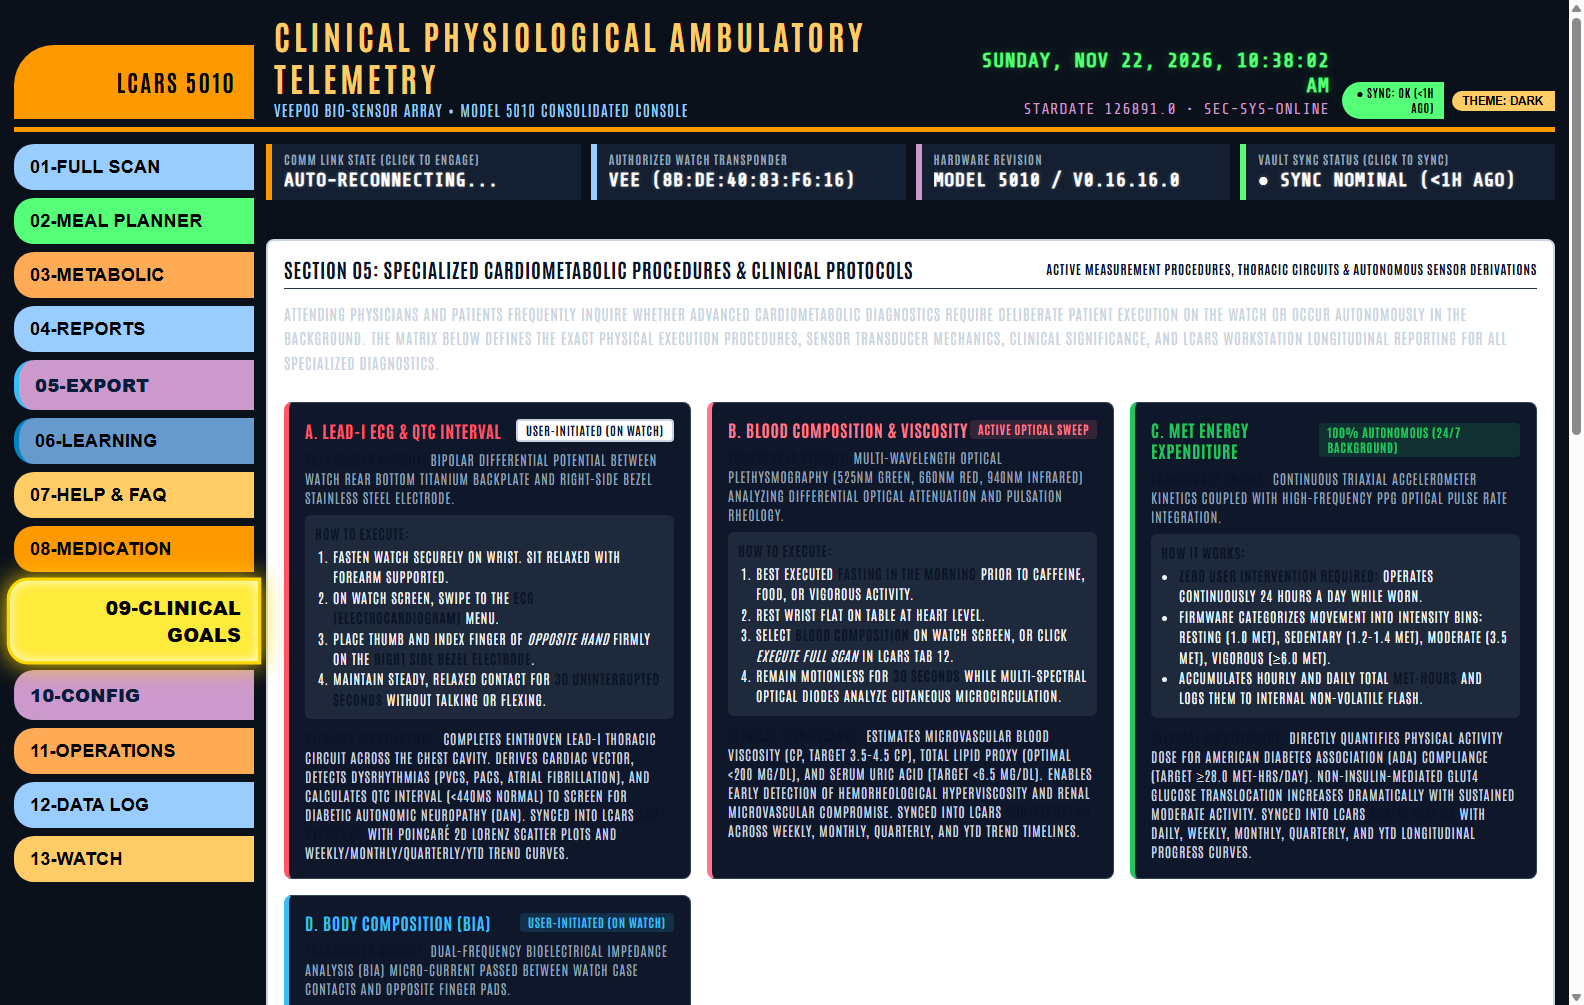 LCARS 5010
CLINICAL PHYSIOLOGICAL AMBULATORY
TELEMETRY
VEEPOO BIO-SENSOR ARRAY • MODEL 5010 CONSOLIDATED CONSOLE
SUNDAY, NOV 22, 2026, 10:38:02
AM
STARDATE 126891.0 · SEC-SYS-ONLINE
● SYNC: OK (<1H
AGO)
THEME: DARK
01-FULL SCAN
02-MEAL PLANNER
03-METABOLIC
04-REPORTS
05-EXPORT
06-LEARNING
07-HELP & FAQ
08-MEDICATION
09-CLINICAL
GOALS
10-CONFIG
11-OPERATIONS
12-DATA LOG
13-WATCH
COMM LINK STATE (CLICK TO ENGAGE)
AUTO-RECONNECTING...
AUTHORIZED WATCH TRANSPONDER
VEE (8B:DE:40:83:F6:16)
HARDWARE REVISION
MODEL 5010 / V0.16.16.0
VAULT SYNC STATUS (CLICK TO SYNC)
● SYNC NOMINAL (<1H AGO)
SECTION 05: SPECIALIZED CARDIOMETABOLIC PROCEDURES & CLINICAL PROTOCOLS
ACTIVE MEASUREMENT PROCEDURES, THORACIC CIRCUITS & AUTONOMOUS SENSOR DERIVATIONS
ATTENDING PHYSICIANS AND PATIENTS FREQUENTLY INQUIRE WHETHER ADVANCED CARDIOMETABOLIC DIAGNOSTICS REQUIRE DELIBERATE PATIENT EXECUTION ON THE WATCH OR OCCUR AUTONOMOUSLY IN THE
BACKGROUND. THE MATRIX BELOW DEFINES THE EXACT PHYSICAL EXECUTION PROCEDURES, SENSOR TRANSDUCER MECHANICS, CLINICAL SIGNIFICANCE, AND LCARS WORKSTATION LONGITUDINAL REPORTING FOR ALL
SPECIALIZED DIAGNOSTICS.
A. LEAD-I ECG & QTC INTERVAL
USER-INITIATED (ON WATCH)
BIPOLAR DIFFERENTIAL POTENTIAL BETWEEN
WATCH REAR BOTTOM TITANIUM BACKPLATE AND RIGHT-SIDE BEZEL
STAINLESS STEEL ELECTRODE.
HOW TO EXECUTE:
1. FASTEN WATCH SECURELY ON WRIST. SIT RELAXED WITH
FOREARM SUPPORTED.
2. ON WATCH SCREEN, SWIPE TO THE ECG
(ELECTROCARDIOGRAM) MENU.
3. PLACE THUMB AND INDEX FINGER OF OPPOSITE HAND FIRMLY
ON THE RIGHT SIDE BEZEL ELECTRODE.
4. MAINTAIN STEADY, RELAXED CONTACT FOR 30 UNINTERRUPTED
SECONDS WITHOUT TALKING OR FLEXING.
COMPLETES EINTHOVEN LEAD-I THORACIC
CIRCUIT ACROSS THE CHEST CAVITY. DERIVES CARDIAC VECTOR,
DETECTS DYSRHYTHMIAS (PVCS, PACS, ATRIAL FIBRILLATION), AND
CALCULATES QTC INTERVAL (<440MS NORMAL) TO SCREEN FOR
DIABETIC AUTONOMIC NEUROPATHY (DAN). SYNCED INTO LCARS
WITH POINCARÉ 2D LORENZ SCATTER PLOTS AND
WEEKLY/MONTHLY/QUARTERLY/YTD TREND CURVES.
B. BLOOD COMPOSITION & VISCOSITY
ACTIVE OPTICAL SWEEP
MULTI-WAVELENGTH OPTICAL
PLETHYSMOGRAPHY (525NM GREEN, 660NM RED, 940NM INFRARED)
ANALYZING DIFFERENTIAL OPTICAL ATTENUATION AND PULSATION
RHEOLOGY.
HOW TO EXECUTE:
1. BEST EXECUTED FASTING IN THE MORNING PRIOR TO CAFFEINE,
FOOD, OR VIGOROUS ACTIVITY.
2. REST WRIST FLAT ON TABLE AT HEART LEVEL.
3. SELECT BLOOD COMPOSITION ON WATCH SCREEN, OR CLICK
EXECUTE FULL SCAN IN LCARS TAB 12.
4. REMAIN MOTIONLESS FOR 30 SECONDS WHILE MULTI-SPECTRAL
OPTICAL DIODES ANALYZE CUTANEOUS MICROCIRCULATION.
ESTIMATES MICROVASCULAR BLOOD
VISCOSITY (CP, TARGET 3.5-4.5 CP), TOTAL LIPID PROXY (OPTIMAL
<200 MG/DL), AND SERUM URIC ACID (TARGET <6.5 MG/DL). ENABLES
EARLY DETECTION OF HEMORHEOLOGICAL HYPERVISCOSITY AND RENAL
MICROVASCULAR COMPROMISE. SYNCED INTO LCARS
ACROSS WEEKLY, MONTHLY, QUARTERLY, AND YTD TREND TIMELINES.
C. MET ENERGY
EXPENDITURE
100% AUTONOMOUS (24/7
BACKGROUND)
CONTINUOUS TRIAXIAL ACCELEROMETER
KINETICS COUPLED WITH HIGH-FREQUENCY PPG OPTICAL PULSE RATE
INTEGRATION.
HOW IT WORKS:
• ZERO USER INTERVENTION REQUIRED: OPERATES
CONTINUOUSLY 24 HOURS A DAY WHILE WORN.
• FIRMWARE CATEGORIZES MOVEMENT INTO INTENSITY BINS:
RESTING (1.0 MET), SEDENTARY (1.2-1.4 MET), MODERATE (3.5
MET), VIGOROUS (≥6.0 MET).
• ACCUMULATES HOURLY AND DAILY TOTAL MET-HOURS AND
LOGS THEM TO INTERNAL NON-VOLATILE FLASH.
DIRECTLY QUANTIFIES PHYSICAL ACTIVITY
DOSE FOR AMERICAN DIABETES ASSOCIATION (ADA) COMPLIANCE
(TARGET ≥28.0 MET-HRS/DAY). NON-INSULIN-MEDIATED GLUT4
GLUCOSE TRANSLOCATION INCREASES DRAMATICALLY WITH SUSTAINED
MODERATE ACTIVITY. SYNCED INTO LCARS
WITH
DAILY, WEEKLY, MONTHLY, QUARTERLY, AND YTD LONGITUDINAL
PROGRESS CURVES.
D. BODY COMPOSITION (BIA)
USER-INITIATED (ON WATCH)
DUAL-FREQUENCY BIOELECTRICAL IMPEDANCE
ANALYSIS (BIA) MICRO-CURRENT PASSED BETWEEN WATCH CASE
CONTACTS AND OPPOSITE FINGER PADS.